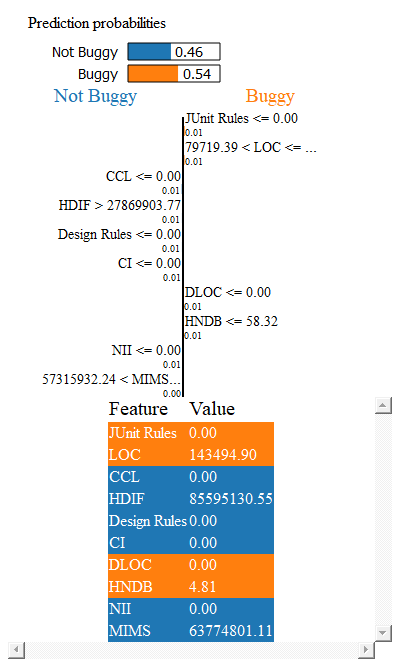 Prediction probabilities
Not Buggy 0.46
Buggy 0.54
Not Buggy Buggy
JUnit Rules <= 0.00
0.01
79719.39 < LOC <= ...
0.01
CCL <= 0.00
0.01
HDIF > 27869903.77
0.01
Design Rules <= 0.00
0.01
CI <= 0.00
0.01
DLOC <= 0.00
0.01
HNDB <= 58.32
0.01
NII <= 0.00
0.01
57315932.24 < MIMS...
0.00
Feature Value
JUnit Rules 0.00
LOC 143494.90
CCL 0.00
HDIF 85595130.55
Design Rules 0.00
CI 0.00
DLOC 0.00
HNDB 4.81
NII 0.00
MIMS 63774801.11